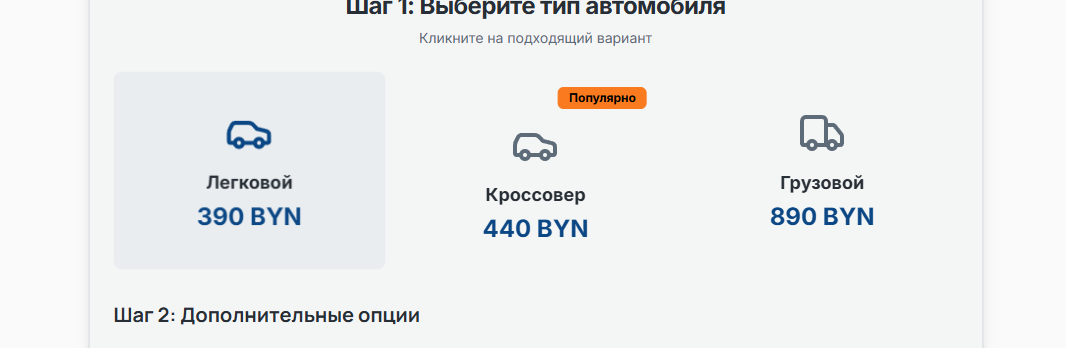 Шаг 1: Выберите тип автомобиля
Кликните на подходящий вариант
Легковой
390 BYN
Популярно
Кроссовер
440 BYN
Грузовой
890 BYN
Шаг 2: Дополнительные опции